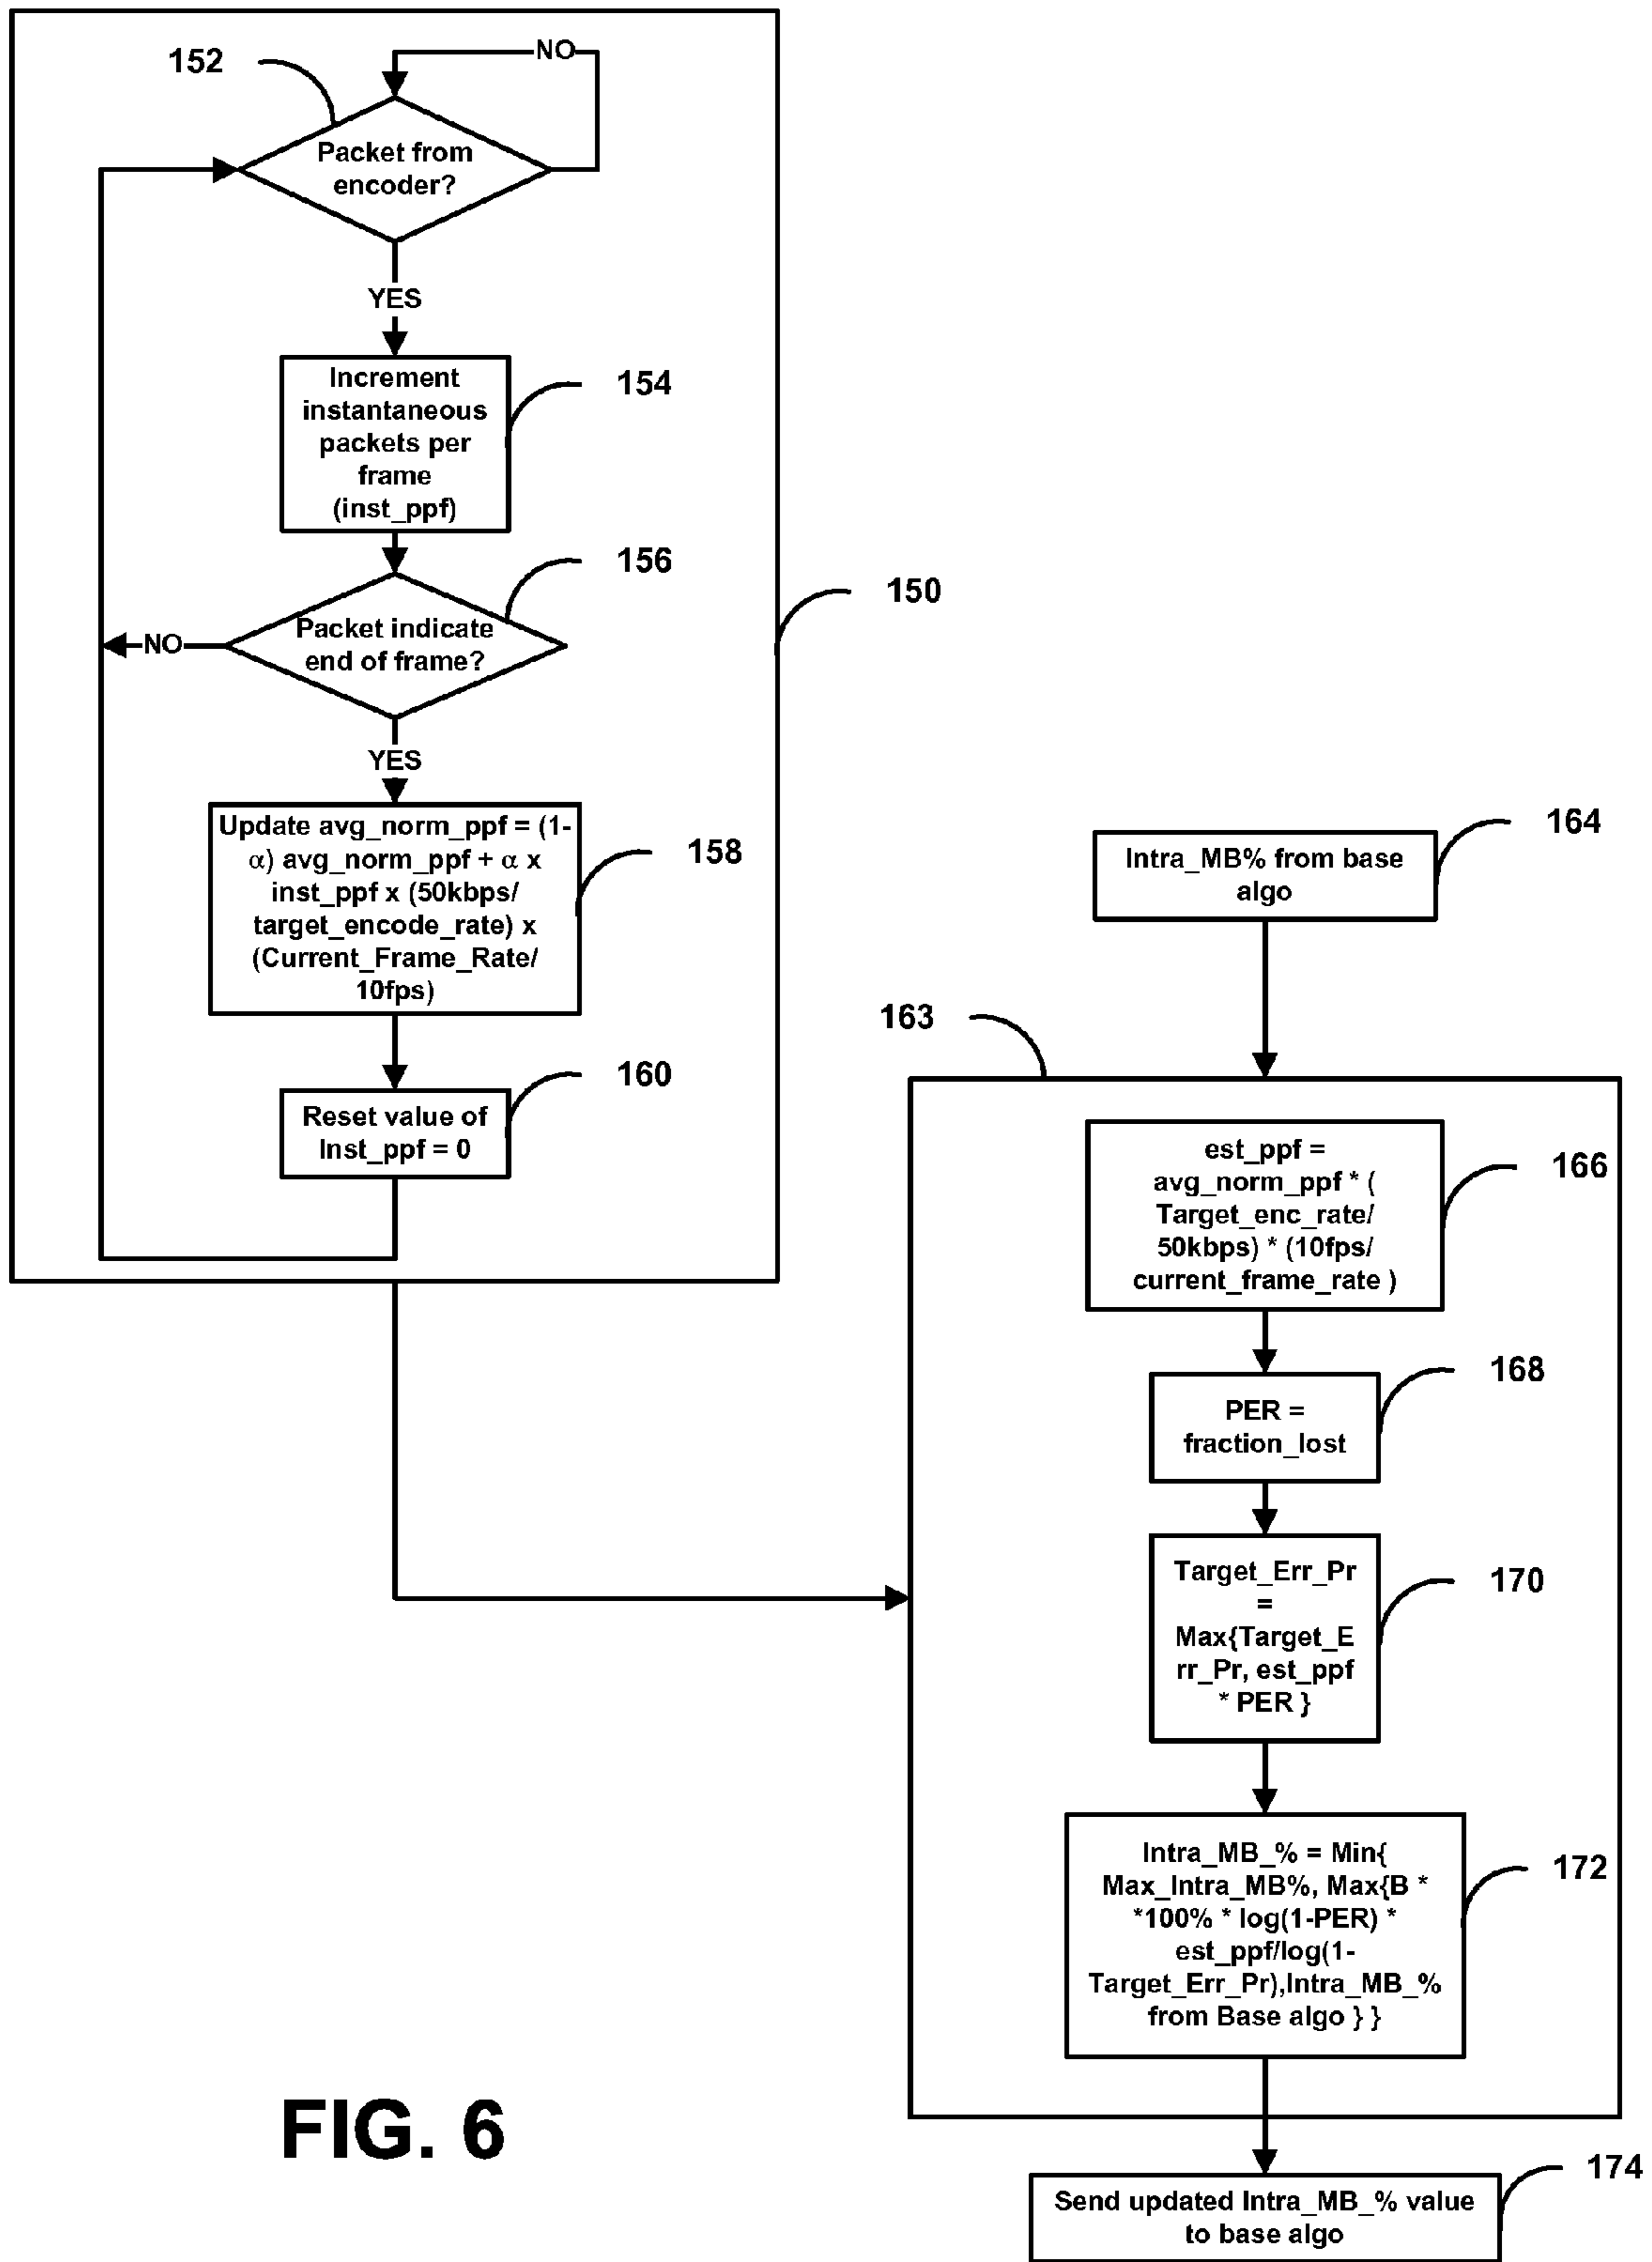 NO
152
Packet from
encoder?
YES
Increment
instantaneous
packets per
frame
(inst_ppf)
154
156
Packet indicate
end of frame?
NO
150
YES
Update avg_norm_ppf = (1-
α) avg_norm_ppf + α x
inst_ppf x (50kbps/
target_encode_rate) x
(Current_Frame_Rate/
10fps)
158
Reset value of
Inst_ppf = 0
160
164
Intra_MB% from base
algo
163
est_ppf =
avg_norm_ppf * (
Target_enc_rate/
50kbps) * (10fps/
current_frame_rate )
166
PER =
fraction_lost
168
Target_Err_Pr
=
Max{Target_E
rr_Pr, est_ppf
* PER }
170
Intra_MB_% = Min{
Max_Intra_MB%, Max{B *
*100% * log(1-PER) *
est_ppf/log(1-
Target_Err_Pr),Intra_MB_%
from Base algo } }
172
Send updated Intra_MB_% value
to base algo
174
FIG. 6